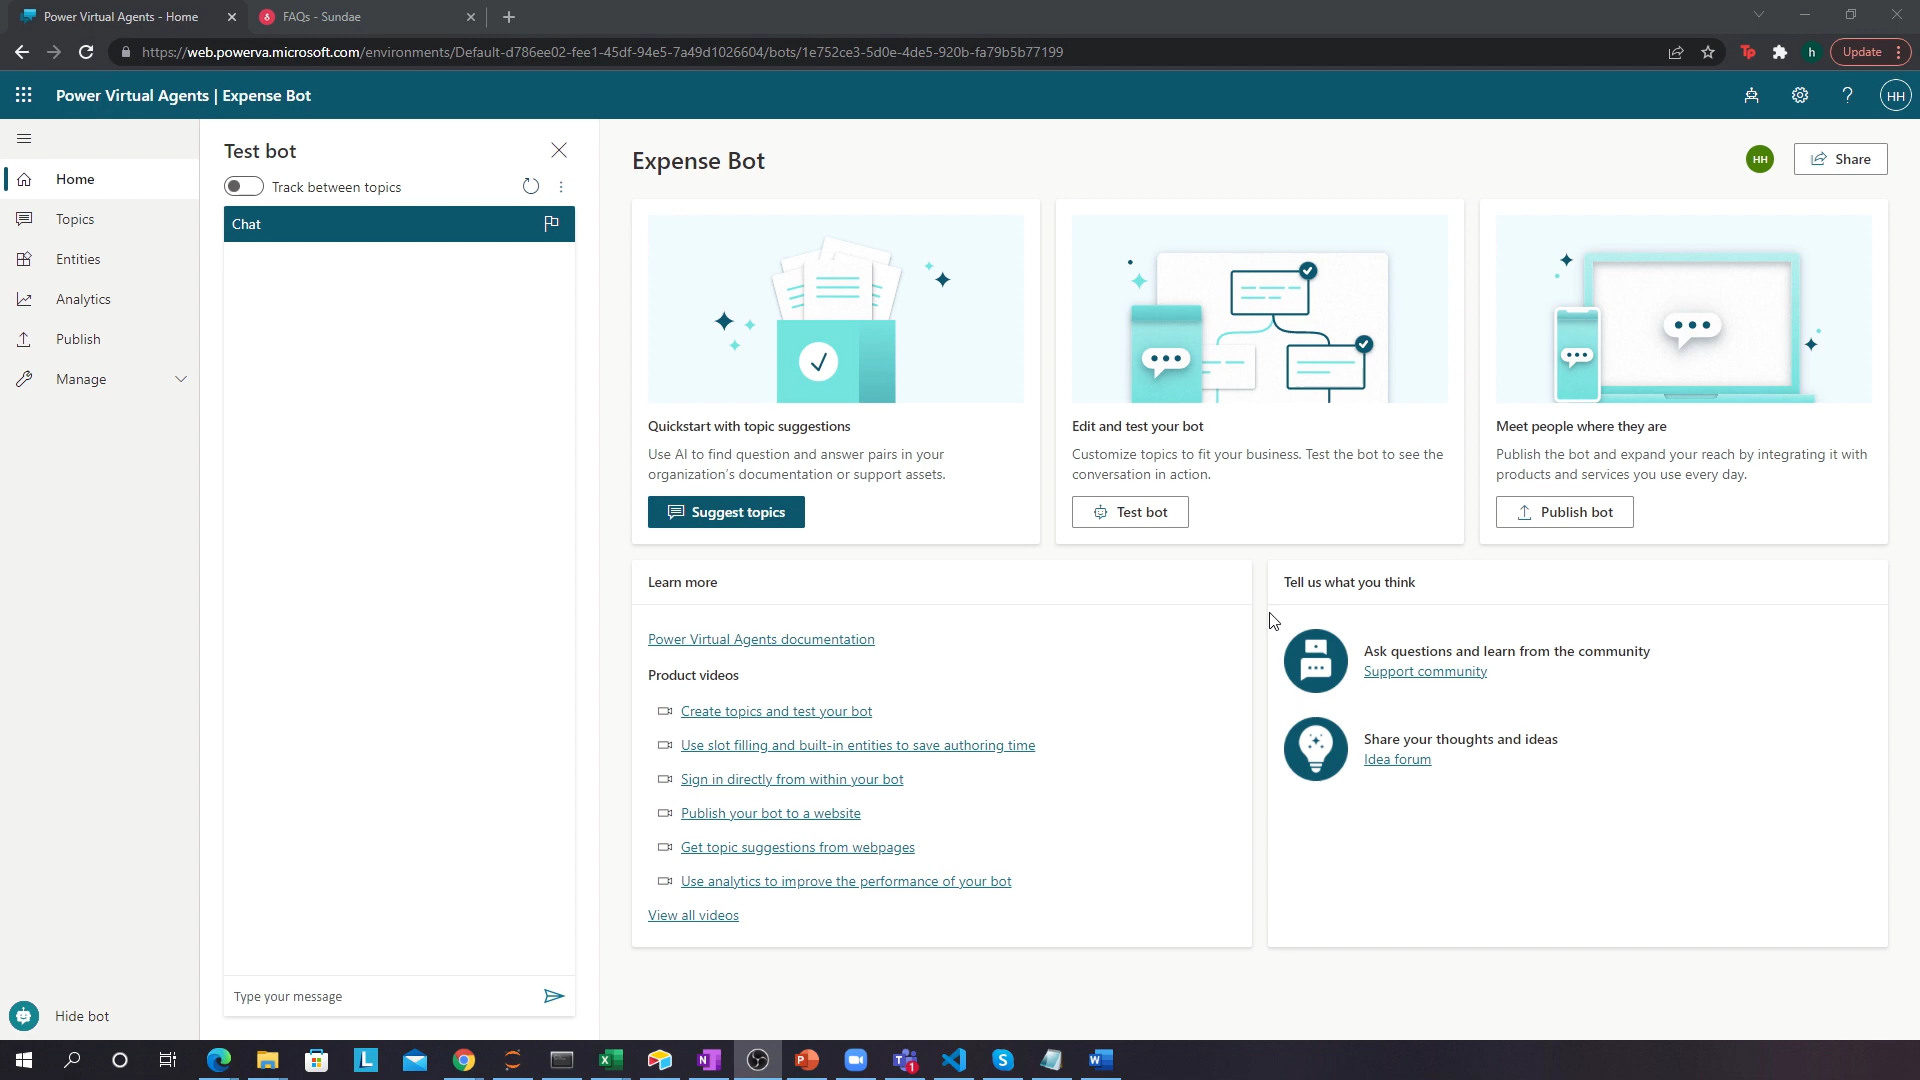 Power Virtual Agents - Home
FAQs - Sundae
https://web.powerva.microsoft.com/environments/Default-d786ee02-fee1-45df-94e5-7a49d1026604/bots/1e752ce3-5d0e-4de5-920b-fa79b5b77199
Tp
h
Update
Power Virtual Agents | Expense Bot
HH
Home
Topics
Entities
Analytics
Publish
Manage
Hide bot
Test bot
Track between topics
Chat
Type your message
Expense Bot
HH
Share
Quickstart with topic suggestions
Use AI to find question and answer pairs in your
organization's documentation or support assets.
Suggest topics
Edit and test your bot
Customize topics to fit your business. Test the bot to see the
conversation in action.
Test bot
Meet people where they are
Publish the bot and expand your reach by integrating it with
products and services you use every day.
Publish bot
Learn more
Power Virtual Agents documentation
Product videos
Create topics and test your bot
Use slot filling and built-in entities to save authoring time
Sign in directly from within your bot
Publish your bot to a website
Get topic suggestions from webpages
Use analytics to improve the performance of your bot
View all videos
Tell us what you think
Ask questions and learn from the community
Support community
Share your thoughts and ideas
Idea forum